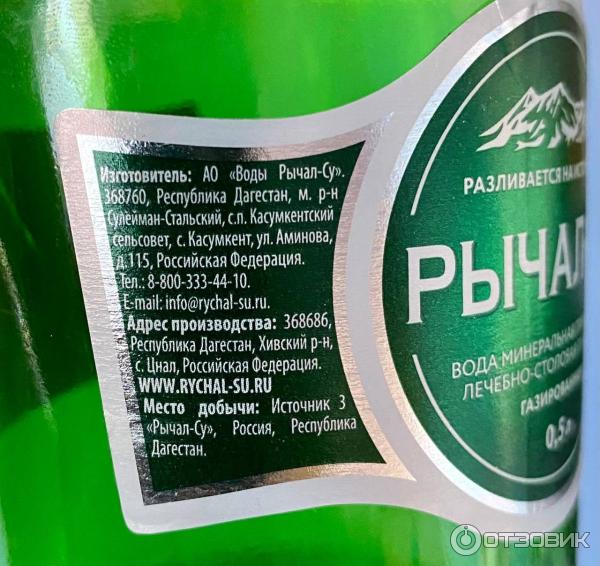 Изготовитель: АО «Воды Рычал-Су».
368760, Республика Дагестан, м. р-н
Сулейман-Стальский, с.п. Касумкентский
сельсовет, с. Касумкент, ул. Аминова,
д.115, Российская Федерация.
Тел.: 8-800-333-44-10.
E-mail: info@rychal-su.ru.
Адрес производства: 368686,
Республика Дагестан, Хивский р-н,
с. Цнал, Российская Федерация.
WWW.RYCHAL-SU.RU
Место добычи: Источник 3
«Рычал-Су», Россия, Республика
Дагестан.
РАЗЛИВАЕТСЯ НА
РЫЧАЛ
ВОДА МИНЕРАЛЬНАЯ
ЛЕЧЕБНО-СТОЛОВАЯ
ГАЗИРОВАННАЯ
0,5л
ОТЗОВИК